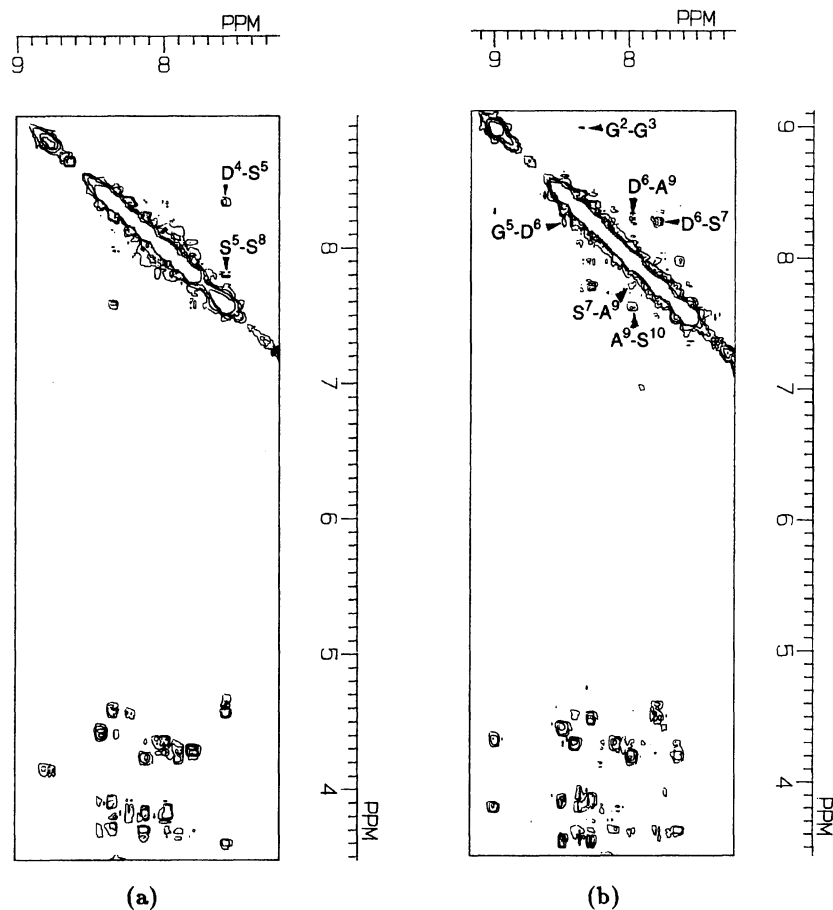 PPM
9 8
D⁴-S⁵
S⁵-S⁸
8
7
6
5
4
PPM
(a)
PPM
9 8
G²-G³
D⁶-A⁹
D⁶-S⁷
G⁵-D⁶
S⁷-A⁹
A⁹-S¹⁰
9
8
7
6
5
4
PPM
(b)